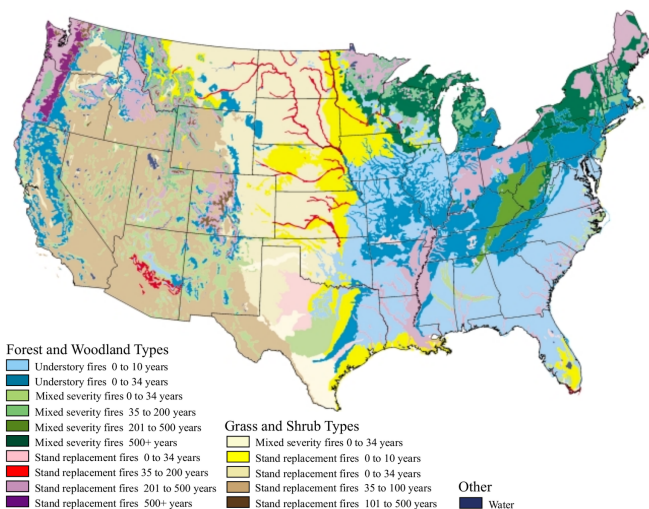 Forest and Woodland Types
Understory fires 0 to 10 years
Understory fires 0 to 34 years
Mixed severity fires 0 to 34 years
Mixed severity fires 35 to 200 years
Mixed severity fires 201 to 500 years
Mixed severity fires 500+ years
Stand replacement fires 0 to 34 years
Stand replacement fires 35 to 200 years
Stand replacement fires 201 to 500 years
Stand replacement fires 500+ years
Grass and Shrub Types
Mixed severity fires 0 to 34 years
Stand replacement fires 0 to 10 years
Stand replacement fires 0 to 34 years
Stand replacement fires 35 to 100 years
Stand replacement fires 101 to 500 years
Other
Water